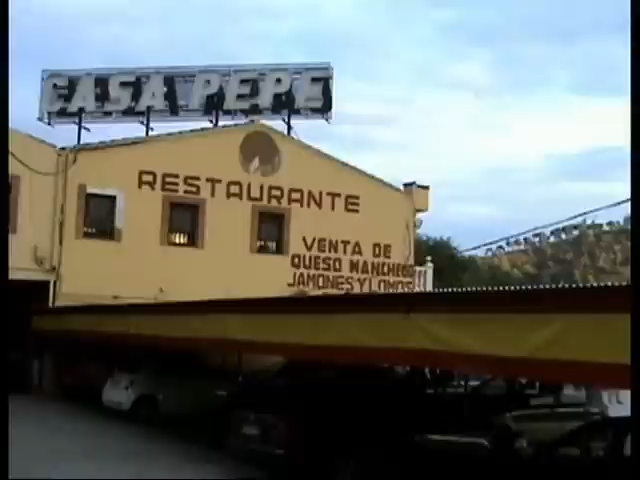 CASA PEPE
RESTAURANTE
VENTA DE
QUESO MANCHEGO
JAMONES Y LOMOS